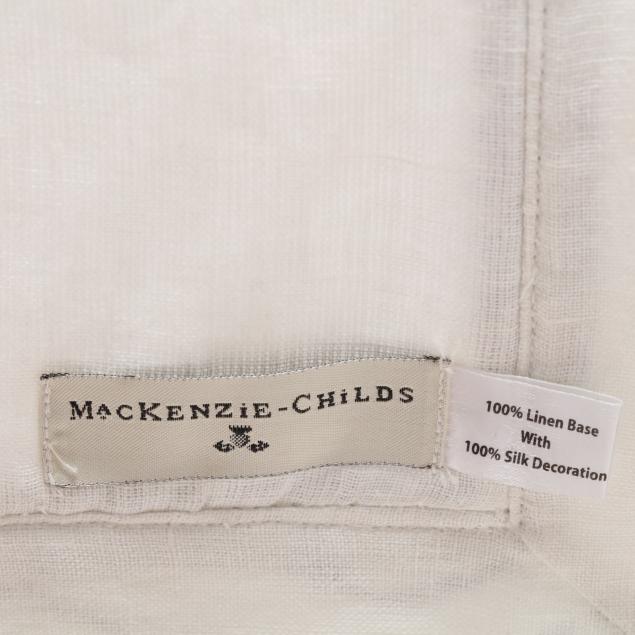 MACKENZiE-CHiLDS
100% Linen Base
With
100% Silk Decoration